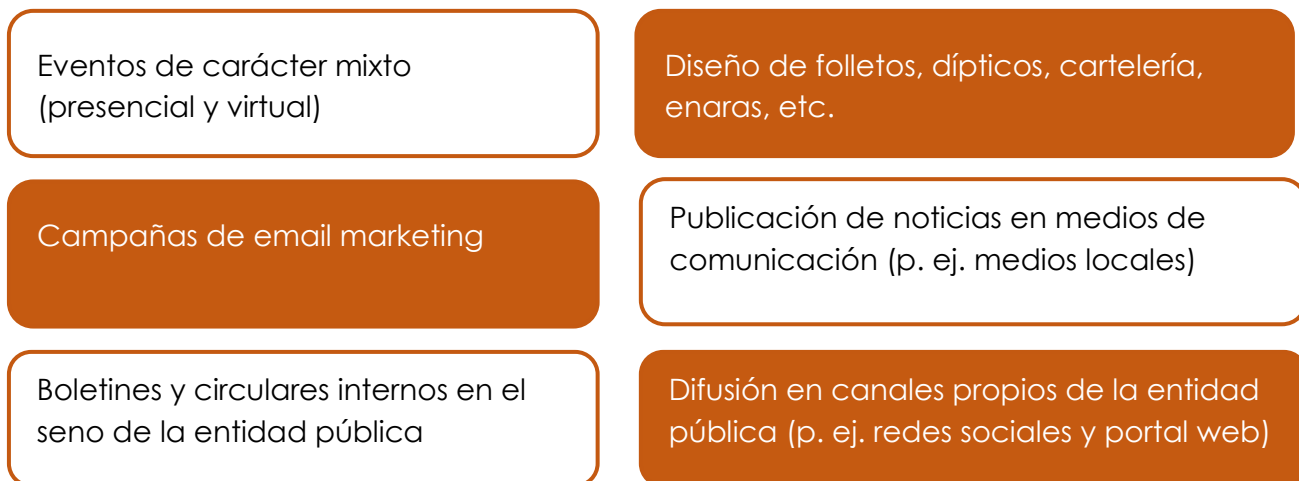 Eventos de carácter mixto
(presencial y virtual)
Diseño de folletos, dípticos, cartelería,
enaras, etc.
Campañas de email marketing
Publicación de noticias en medios de
comunicación (p. ej. medios locales)
Boletines y circulares internos en el
seno de la entidad pública
Difusión en canales propios de la entidad
pública (p. ej. redes sociales y portal web)